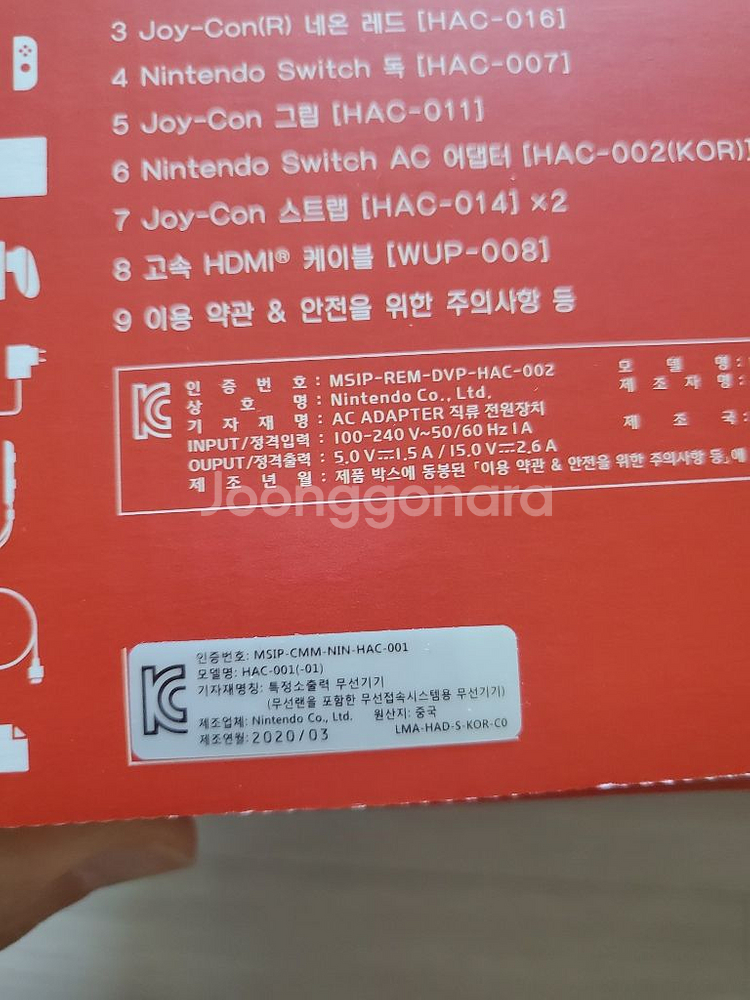 3 Joy-Con(R) 네온 레드 [HAC-016]
4 Nintendo Switch 독 [HAC-007]
5 Joy-Con 그립 [HAC-011]
6 Nintendo Switch AC 어댑터 [HAC-002(KOR)]
7 Joy-Con 스트랩 [HAC-014] ×2
8 고속 HDMI® 케이블 [WUP-008]
9 이용 약관 & 안전을 위한 주의사항 등
인 증 번 호 : MSIP-REM-DVP-HAC-002 모 델 명 :
상 호 명 : Nintendo Co., Ltd. 제 조 자 명 :
기 자 재 명 : AC ADAPTER 직류 전원장치 제 조 국 :
INPUT/정격입력 : 100-240 V~50/60 Hz 1A
OUPUT/정격출력 : 5.0 V⎓1.5 A / 15.0 V⎓2.6 A
제 조 년 월 : 제품 박스에 동봉된 「이용 약관 & 안전을 위한 주의사항 등」에
Joonggonara
인증번호: MSIP-CMM-NIN-HAC-001
모델명: HAC-001(-01)
기자재명칭: 특정소출력 무선기기
(무선랜을 포함한 무선접속시스템용 무선기기)
제조업체: Nintendo Co., Ltd. 원산지: 중국
제조연월: 2020/03 LMA-HAD-S-KOR-C0